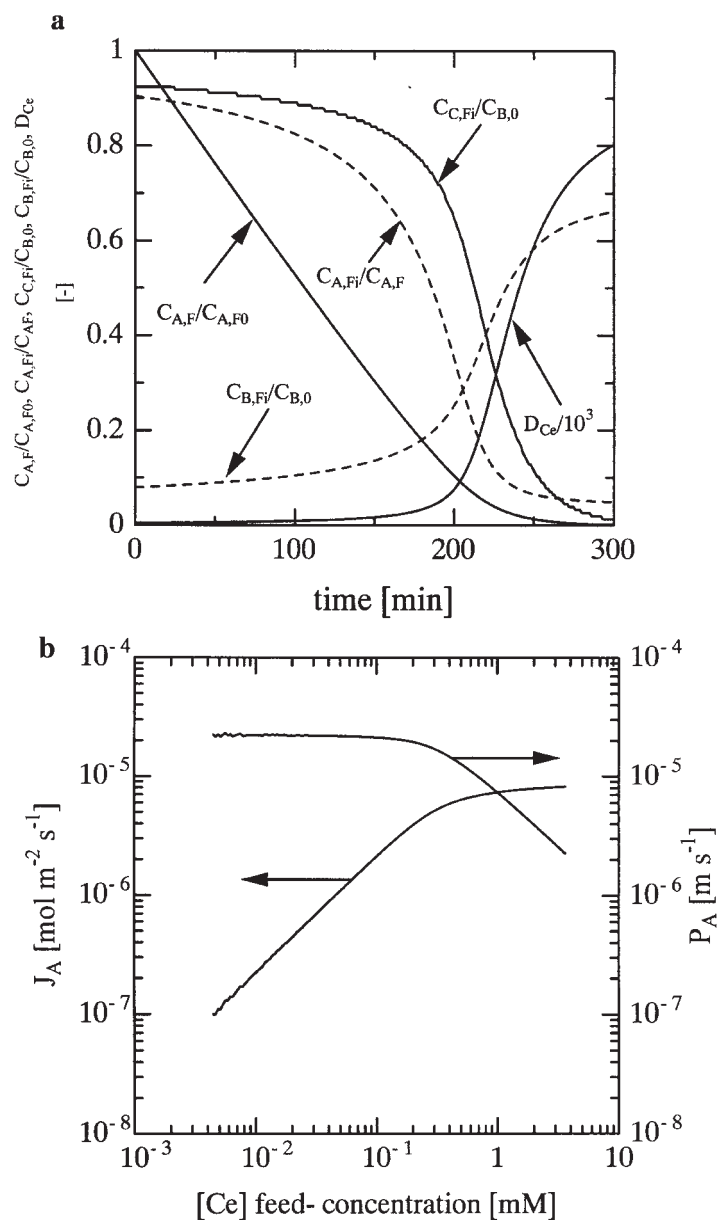 a
C_{A,F}/C_{A,F0}, C_{A,Fi}/C_{AF}, C_{C,Fi}/C_{B,0}, C_{B,Fi}/C_{B,0}, D_{Ce}
[-]
1
0.8
0.6
0.4
0.2
0
C_{C,Fi}/C_{B,0}
C_{A,Fi}/C_{A,F}
C_{A,F}/C_{A,F0}
C_{B,Fi}/C_{B,0}
D_{Ce}/10^3
0 100 200 300
time [min]
b
J_A [mol m^{-2} s^{-1}]
10^{-4}
10^{-5}
10^{-6}
10^{-7}
10^{-8}
10^{-4}
10^{-5}
10^{-6}
10^{-7}
10^{-8}
P_A [m s^{-1}]
10^{-3} 10^{-2} 10^{-1} 1 10
[Ce] feed- concentration [mM]